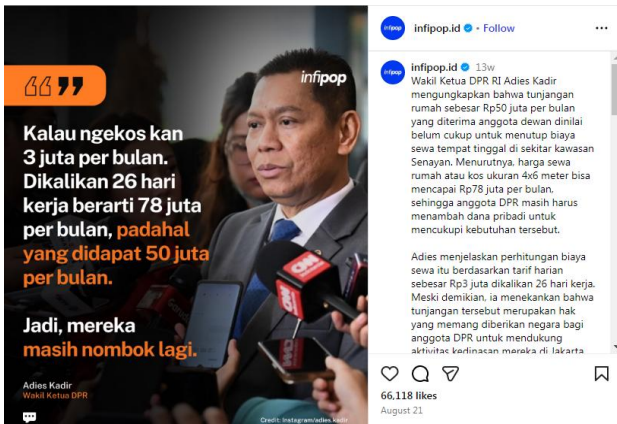 infipop
Kalau ngekos kan
3 juta per bulan.
Dikalikan 26 hari
kerja berarti 78 juta
per bulan, padahal
yang didapat 50 juta
per bulan.
Jadi, mereka
masih nombok lagi.
Adies Kadir
Wakil Ketua DPR
Credit: Instagram/adies.kadir
CNN
infipop
infipop.id • Follow
infipop
infipop.id 13w
Wakil Ketua DPR RI Adies Kadir
mengungkapkan bahwa tunjangan
rumah sebesar Rp50 juta per bulan
yang diterima anggota dewan dinilai
belum cukup untuk menutup biaya
sewa tempat tinggal di sekitar kawasan
Senayan. Menurutnya, harga sewa
rumah atau kos ukuran 4x6 meter bisa
mencapai Rp78 juta per bulan,
sehingga anggota DPR masih harus
menambah dana pribadi untuk
mencukupi kebutuhan tersebut.
Adies menjelaskan perhitungan biaya
sewa itu berdasarkan tarif harian
sebesar Rp3 juta dikalikan 26 hari kerja.
Meski demikian, ia menekankan bahwa
tunjangan tersebut merupakan hak
yang memang diberikan negara bagi
anggota DPR untuk mendukung
aktivitas kedinasan mereka di Jakarta.
66,118 likes
August 21